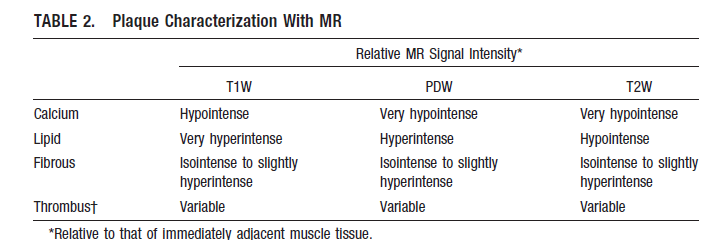 TABLE 2. Plaque Characterization With MR
Relative MR Signal Intensity*
T1W PDW T2W
Calcium Hypointense Very hypointense Very hypointense
Lipid Very hyperintense Hyperintense Hypointense
Fibrous Isointense to slightly Isointense to slightly Isointense to slightly
hyperintense hyperintense hyperintense
Thrombus† Variable Variable Variable
*Relative to that of immediately adjacent muscle tissue.